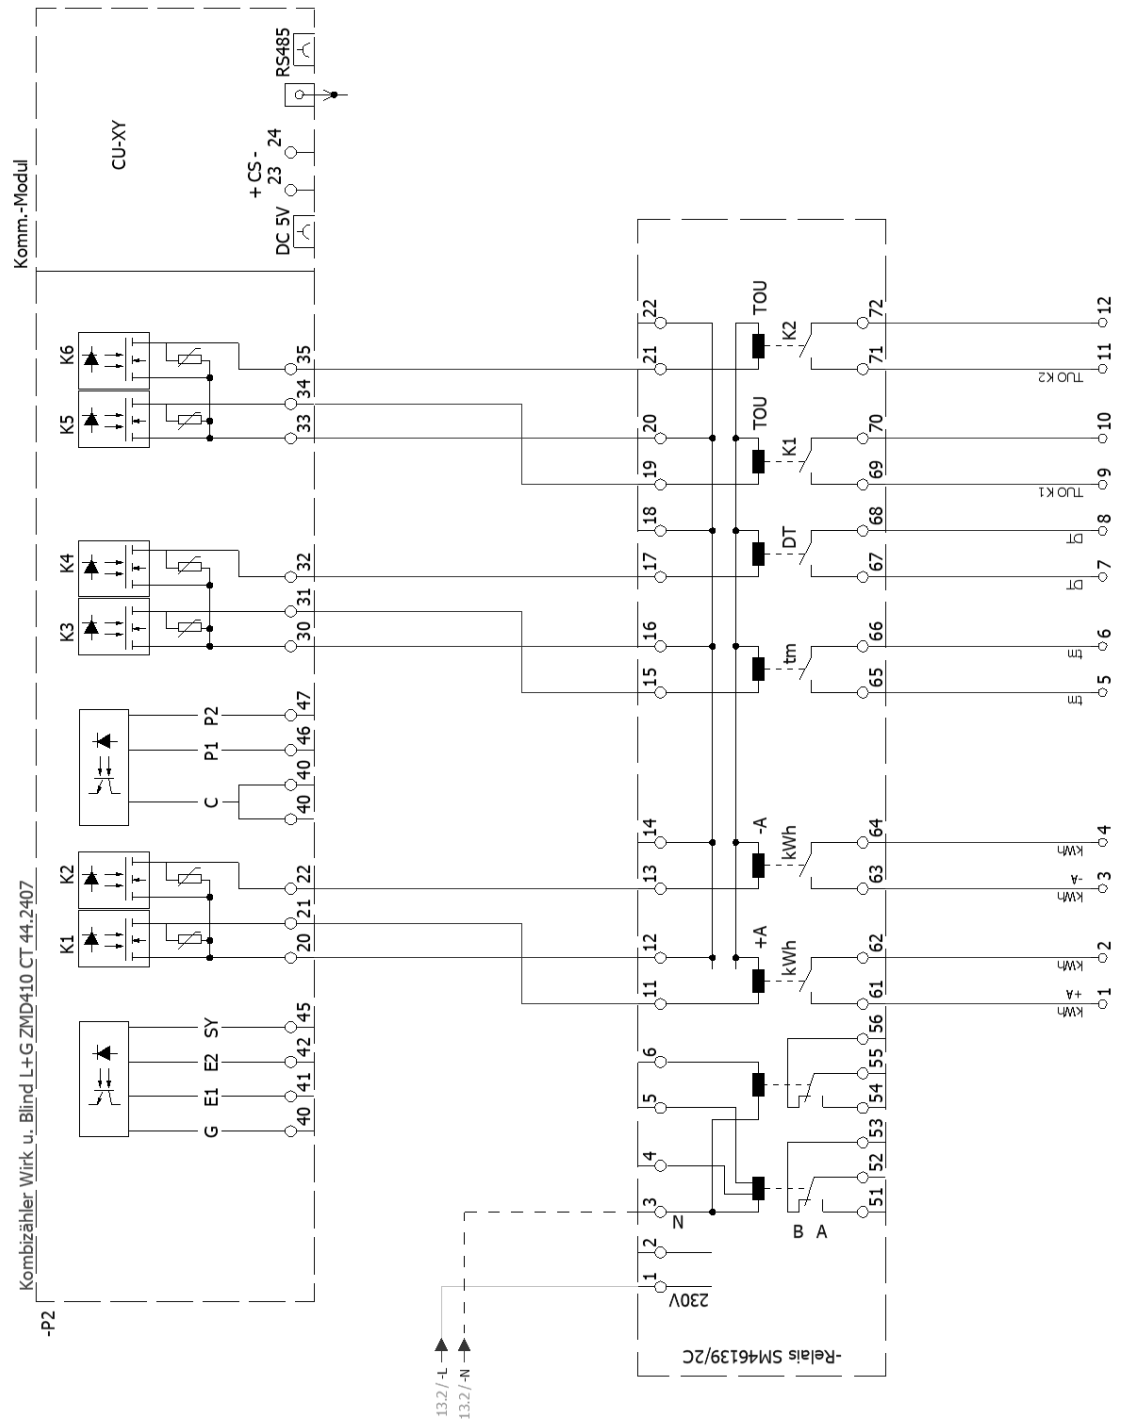 Komm.-Modul
CU-XY
RS485
+ CS -
23
24
DC 5V
K6
K5
35
34
33
K4
K3
32
31
30
P2
P1
C
47
46
40
40
K2
K1
22
21
20
SY
E2
E1
G
45
42
41
40
Kombizähler Wirk u. Blind L+G ZMD410 CT 44.2407
-P2
22
21
20
19
18
17
16
15
14
13
12
11
6
5
4
3
2
1
N
230V
TOU
K2
TOU
K1
DT
tm
-A
kWh
+A
kWh
B A
72
71
70
69
68
67
66
65
64
63
62
61
56
55
54
53
52
51
12
11
TUO K2
10
9
TUO K1
8
DT
7
DT
6
tm
5
tm
4
kWh
3
-A
kWh
2
kWh
1
+A
kWh
-Relais SM46139/2C
13.2 / -L
13.2 / -N